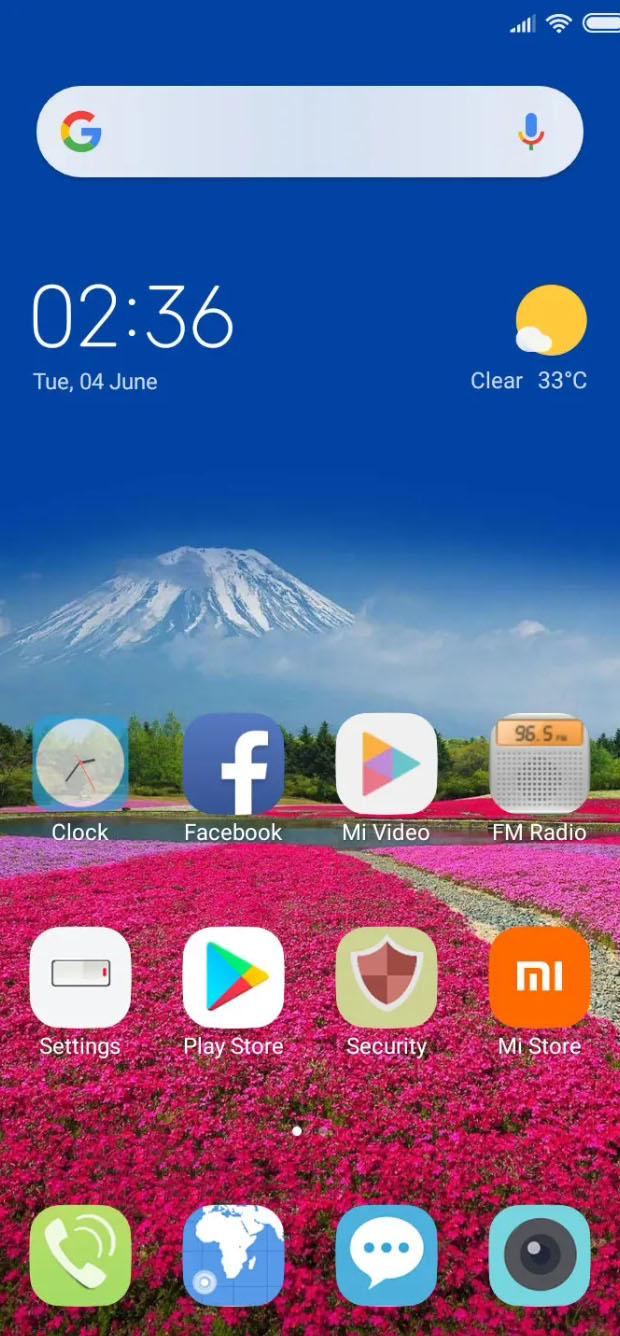 02:36
Tue, 04 June
Clear 33°C
96.5 FM
Clock
Facebook
Mi Video
FM Radio
Settings
Play Store
Security
Mi Store